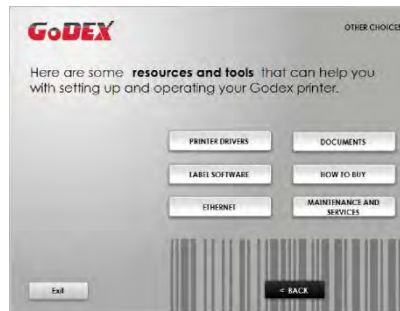 GODEX
OTHER CHOICES
Here are some resources and tools that can help you
with setting up and operating your Godex printer.
PRINTER DRIVERS
DOCUMENTS
LABEL SOFTWARE
HOW TO BUY
ETHERNET
MAINTENANCE AND
SERVICES
Exit
< BACK